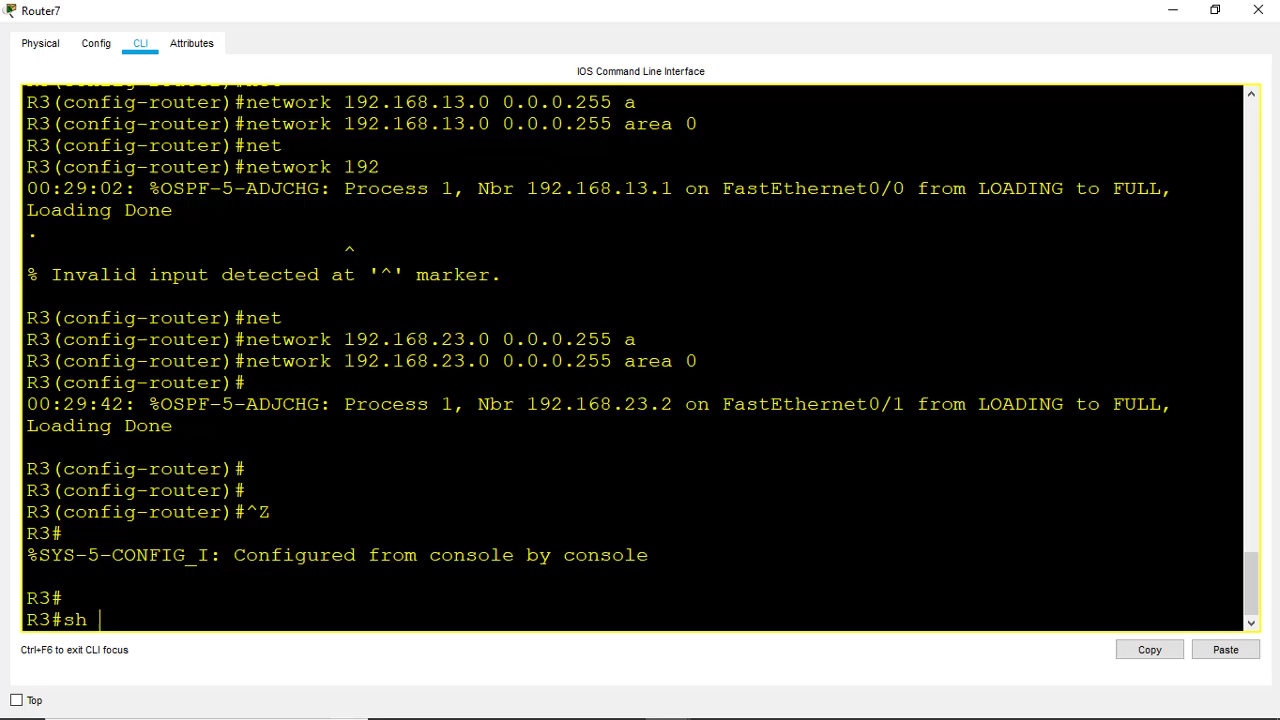 Router7
Physical Config CLI Attributes
IOS Command Line Interface
R3(config-router)#network 192.168.13.0 0.0.0.255 a
R3(config-router)#network 192.168.13.0 0.0.0.255 area 0
R3(config-router)#net
R3(config-router)#network 192
00:29:02: %OSPF-5-ADJCHG: Process 1, Nbr 192.168.13.1 on FastEthernet0/0 from LOADING to FULL,
Loading Done
.
^
% Invalid input detected at '^' marker.
R3(config-router)#net
R3(config-router)#network 192.168.23.0 0.0.0.255 a
R3(config-router)#network 192.168.23.0 0.0.0.255 area 0
R3(config-router)#
00:29:42: %OSPF-5-ADJCHG: Process 1, Nbr 192.168.23.2 on FastEthernet0/1 from LOADING to FULL,
Loading Done
R3(config-router)#
R3(config-router)#
R3(config-router)#^Z
R3#
%SYS-5-CONFIG_I: Configured from console by console
R3#
R3#sh
Ctrl+F6 to exit CLI focus
Copy Paste
Top